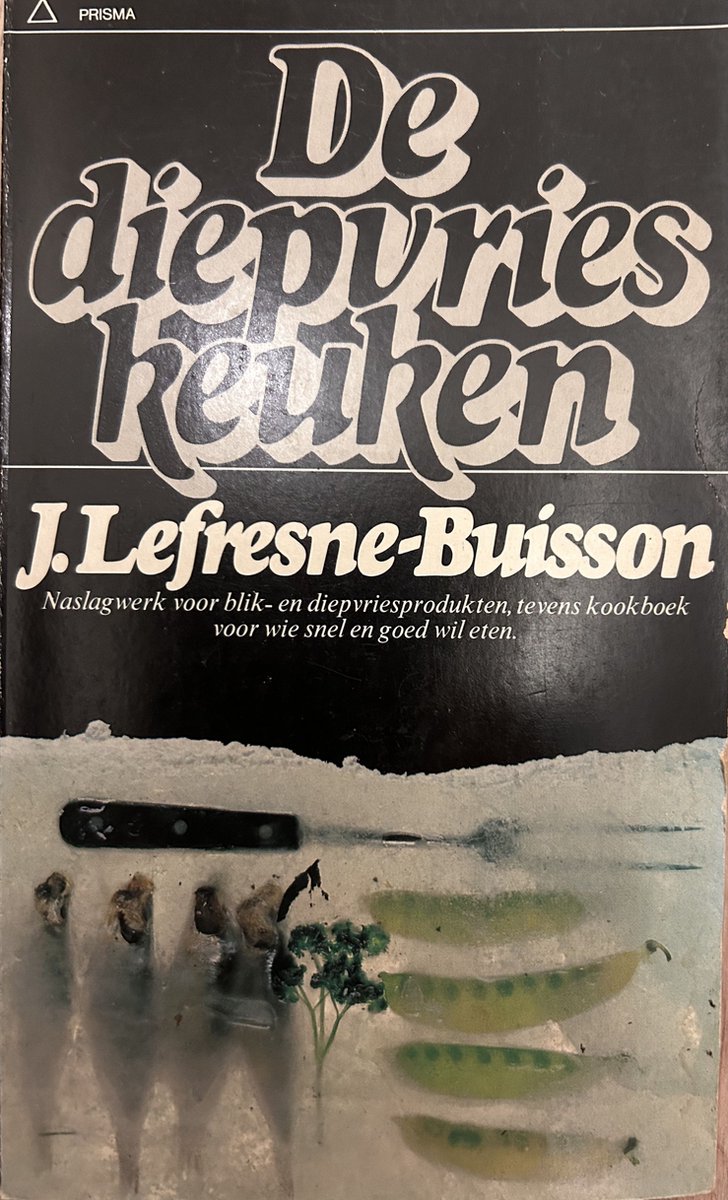 PRISMA
De
diepvries
keuken
J. Lefresne-Buisson
Naslagwerk voor blik- en diepvriesprodukten, tevens kookboek
voor wie snel en goed wil eten.